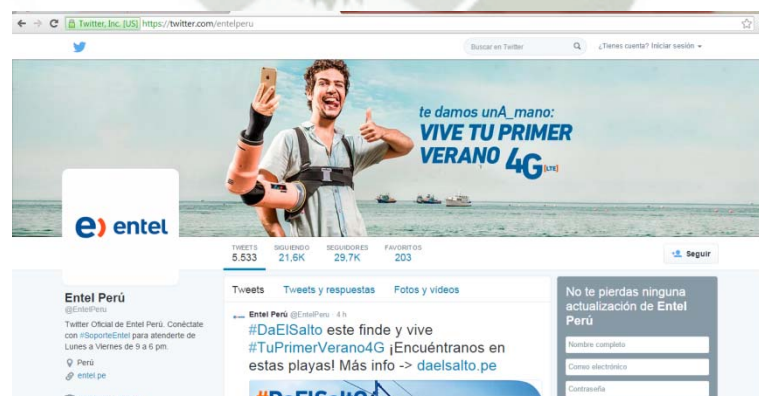 Twitter, Inc. [US] https://twitter.com/entelperu
Buscar en Twitter
¿Tienes cuenta? Iniciar sesión
te damos unA_mano:
VIVE TU PRIMER
VERANO 4G [LTE]
e) entel
TWEETS SIGUIENDO SEGUIDORES FAVORITOS
5.533 21,6K 29,7K 203
Seguir
Entel Perú
@EntelPeru
Twitter Oficial de Entel Perú. Conéctate
con #SoporteEntel para atenderte de
Lunes a Viernes de 9 a 6 pm.
Perú
entel.pe
Tweets Tweets y respuestas Fotos y vídeos
Entel Perú @EntelPeru · 4 h
#DaElSalto este finde y vive
#TuPrimerVerano4G ¡Encuéntranos en
estas playas! Más info -> daelsalto.pe
No te pierdas ninguna
actualización de Entel
Perú
Nombre completo
Correo electrónico
Contraseña